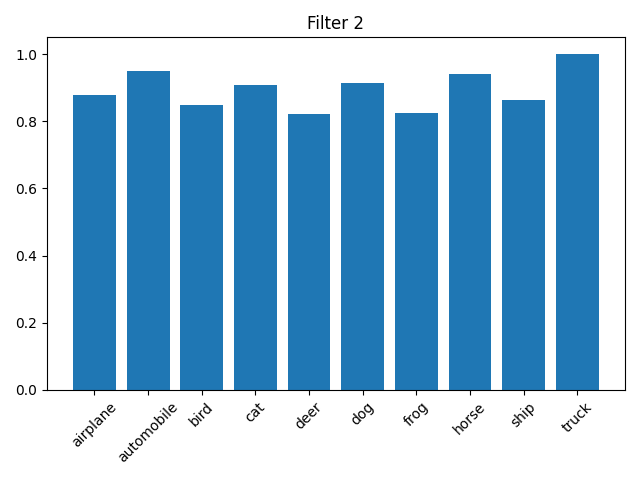 Filter 2
1.0
0.8
0.6
0.4
0.2
0.0
airplane
automobile
bird
cat
deer
dog
frog
horse
ship
truck